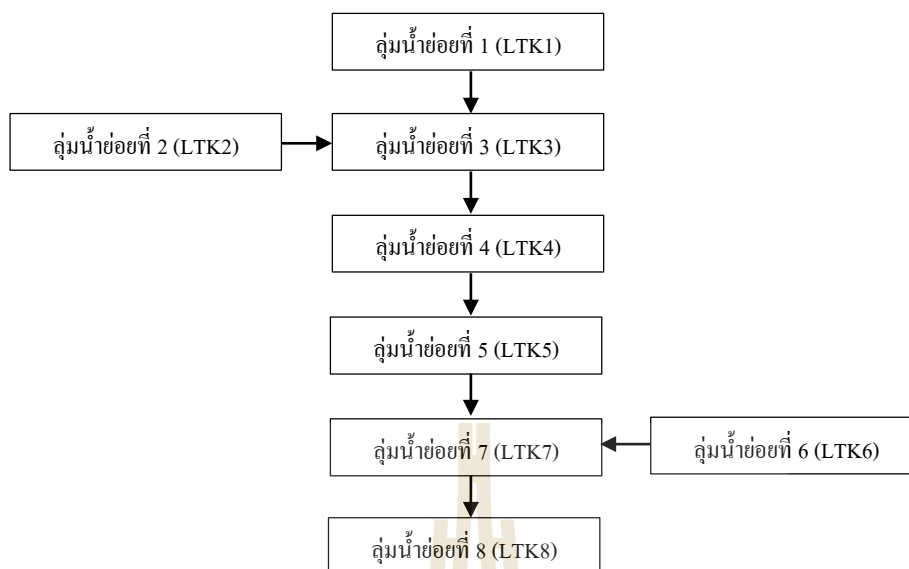 ลุ่มน้ำย่อยที่ 1 (LTK1)
ลุ่มน้ำย่อยที่ 2 (LTK2)
ลุ่มน้ำย่อยที่ 3 (LTK3)
ลุ่มน้ำย่อยที่ 4 (LTK4)
ลุ่มน้ำย่อยที่ 5 (LTK5)
ลุ่มน้ำย่อยที่ 7 (LTK7)
ลุ่มน้ำย่อยที่ 6 (LTK6)
ลุ่มน้ำย่อยที่ 8 (LTK8)